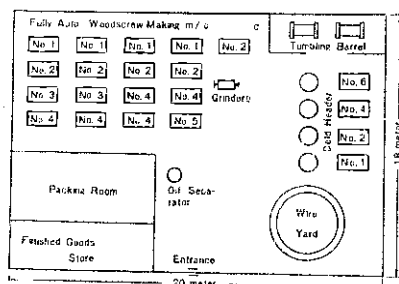 Fully Auto Woodscrew Making m/c
No. 1 No. 1 No. 1 No. 1 No. 2
No. 2 No. 2 No. 2 No. 2
No. 3 No. 3 No. 4 No. 4
No. 4 No. 4 No. 4 No. 5
Grinders
Tumbling Barrel
Cold Header
No. 6
No. 4
No. 2
No. 1
Packing Room
Oil Sepa-
rator
Wire
Yard
Finished Goods
Store
Entrance
20 meter
18 meter